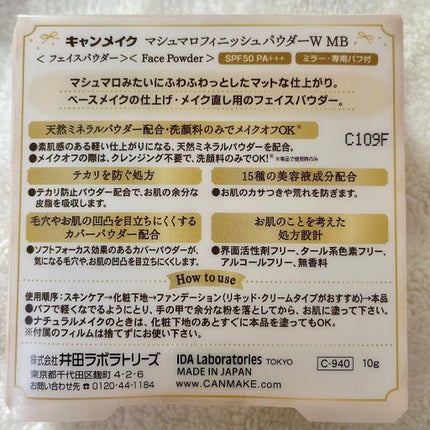 キャンメイク マシュマロフィニッシュパウダーW MB
＜フェイスパウダー＞＜Face Powder＞ SPF50 PA+++ ミラー・専用パフ付
マシュマロみたいにふわふわっとしたマットな仕上がり。
ベースメイクの仕上げ・メイク直し用のフェイスパウダー。
天然ミネラルパウダー配合・洗顔料のみでメイクオフOK※
C109F
●素肌感のある軽い仕上がりになる、天然ミネラルパウダーを配合。
●メイクオフの際は、クレンジング不要で、洗顔料のみでOK！※単品で使用時のみ
テカリを防ぐ処方
●テカリ防止パウダー配合で、お肌の余分な
皮脂を吸収します。
15種の美容液成分配合
●お肌のカサつきや荒れを防ぎます。
毛穴やお肌の凹凸を目立ちにくくする
カバーパウダー配合
●ソフトフォーカス効果のあるカバーパウダーが、
気になる毛穴や、お肌の凹凸を目立ちにくくします。
お肌のことを考えた
処方設計
●界面活性剤フリー、タール系色素フリー、
アルコールフリー、無香料
How to use
使用順序：スキンケア→化粧下地→ファンデーション（リキッド・クリームタイプがおすすめ）→本品
●パフで軽くなでるようにとり、手の甲で余分な粉を落としてから、お肌に塗って下さい。
●ナチュラルメイクのときは、化粧下地のあとすぐに本品を塗ってもOK。
※付属のフィルムは捨てずにお使い下さい。
株式会社 井田ラボラトリーズ
東京都千代田区麹町4-2-6
お問い合わせ先 ☎0120-44-1184
IDA Laboratories TOKYO
MADE IN JAPAN
www.CANMAKE.com
C-940 10g